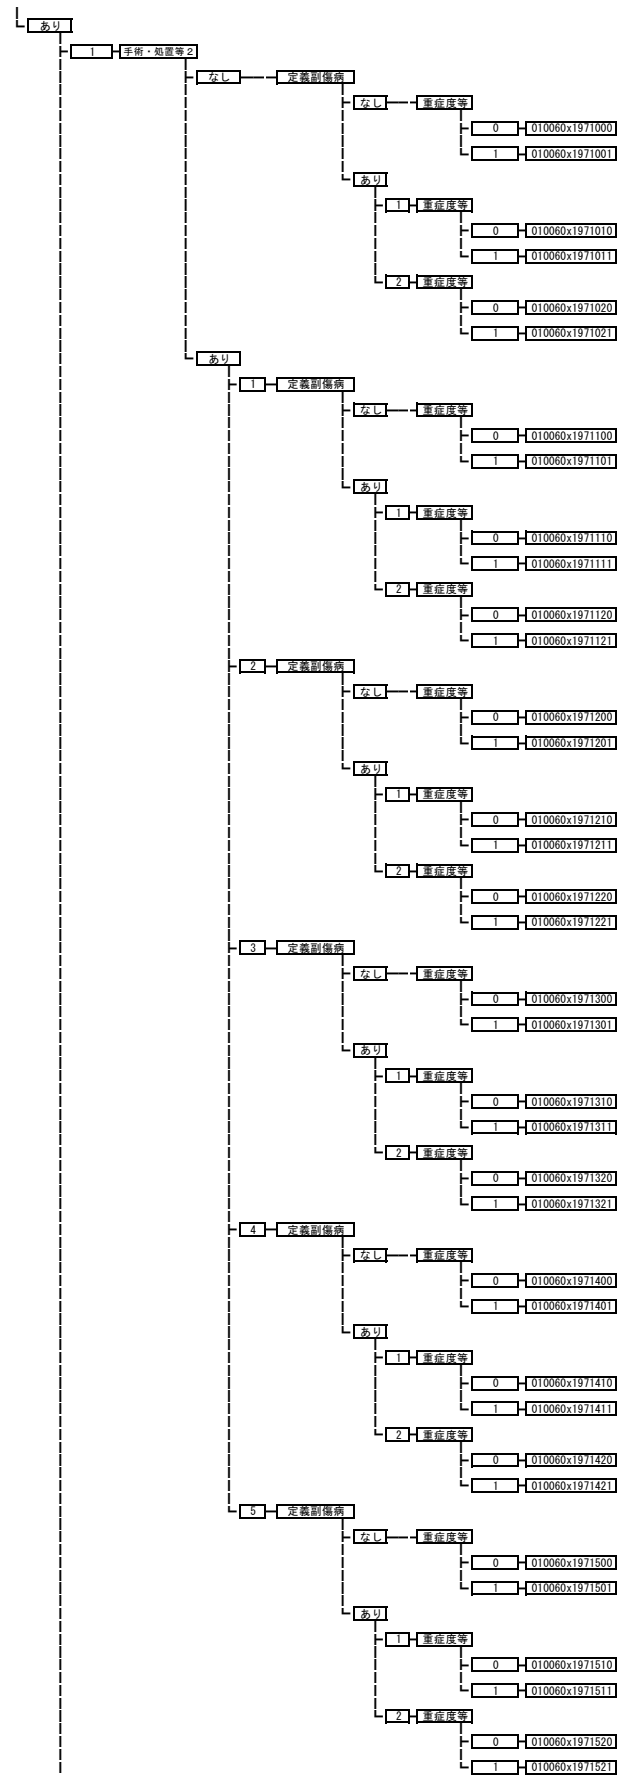 あり
1 手術・処置等2
なし 定義副傷病
なし 重症度等
0 010060x1971000
1 010060x1971001
あり
1 重症度等
0 010060x1971010
1 010060x1971011
2 重症度等
0 010060x1971020
1 010060x1971021
あり
1 定義副傷病
なし 重症度等
0 010060x1971100
1 010060x1971101
あり
1 重症度等
0 010060x1971110
1 010060x1971111
2 重症度等
0 010060x1971120
1 010060x1971121
2 定義副傷病
なし 重症度等
0 010060x1971200
1 010060x1971201
あり
1 重症度等
0 010060x1971210
1 010060x1971211
2 重症度等
0 010060x1971220
1 010060x1971221
3 定義副傷病
なし 重症度等
0 010060x1971300
1 010060x1971301
あり
1 重症度等
0 010060x1971310
1 010060x1971311
2 重症度等
0 010060x1971320
1 010060x1971321
4 定義副傷病
なし 重症度等
0 010060x1971400
1 010060x1971401
あり
1 重症度等
0 010060x1971410
1 010060x1971411
2 重症度等
0 010060x1971420
1 010060x1971421
5 定義副傷病
なし 重症度等
0 010060x1971500
1 010060x1971501
あり
1 重症度等
0 010060x1971510
1 010060x1971511
2 重症度等
0 010060x1971520
1 010060x1971521